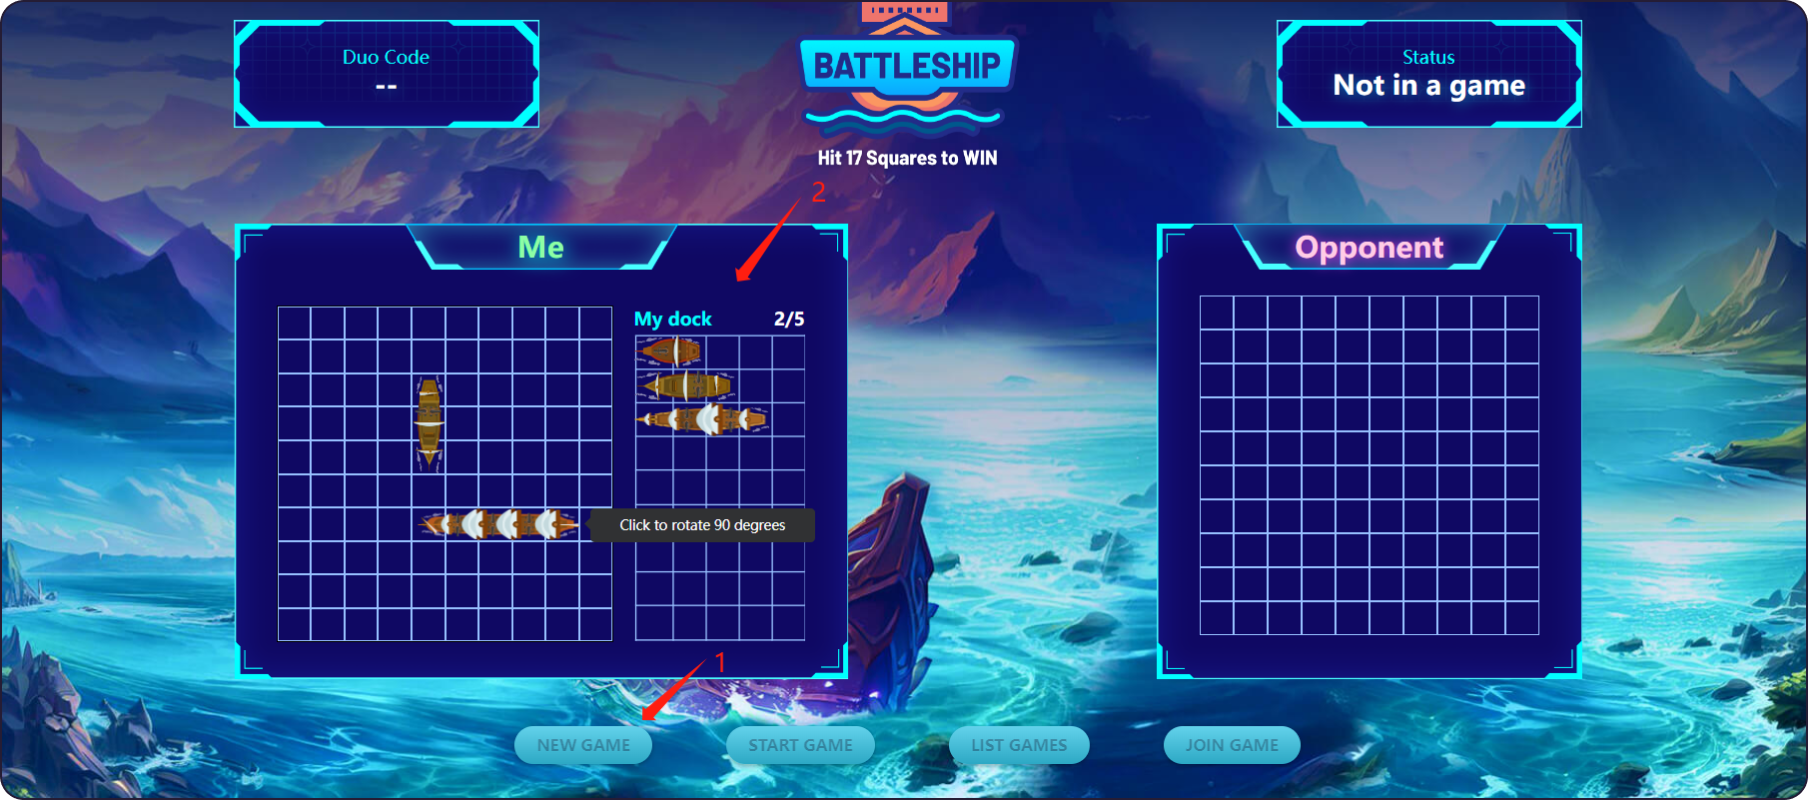 Duo Code
--
BATTLESHIP
Hit 17 Squares to WIN
Status
Not in a game
2
Me
Opponent
My dock 2/5
Click to rotate 90 degrees
1
NEW GAME
START GAME
LIST GAMES
JOIN GAME